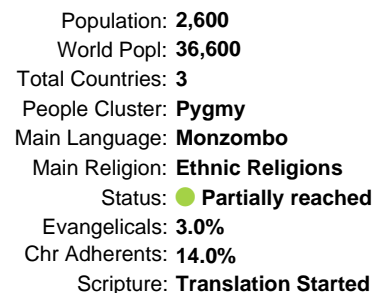 Population: 2,600
World Popl: 36,600
Total Countries: 3
People Cluster: Pygmy
Main Language: Monzombo
Main Religion: Ethnic Religions
Status: Partially reached
Evangelicals: 3.0%
Chr Adherents: 14.0%
Scripture: Translation Started